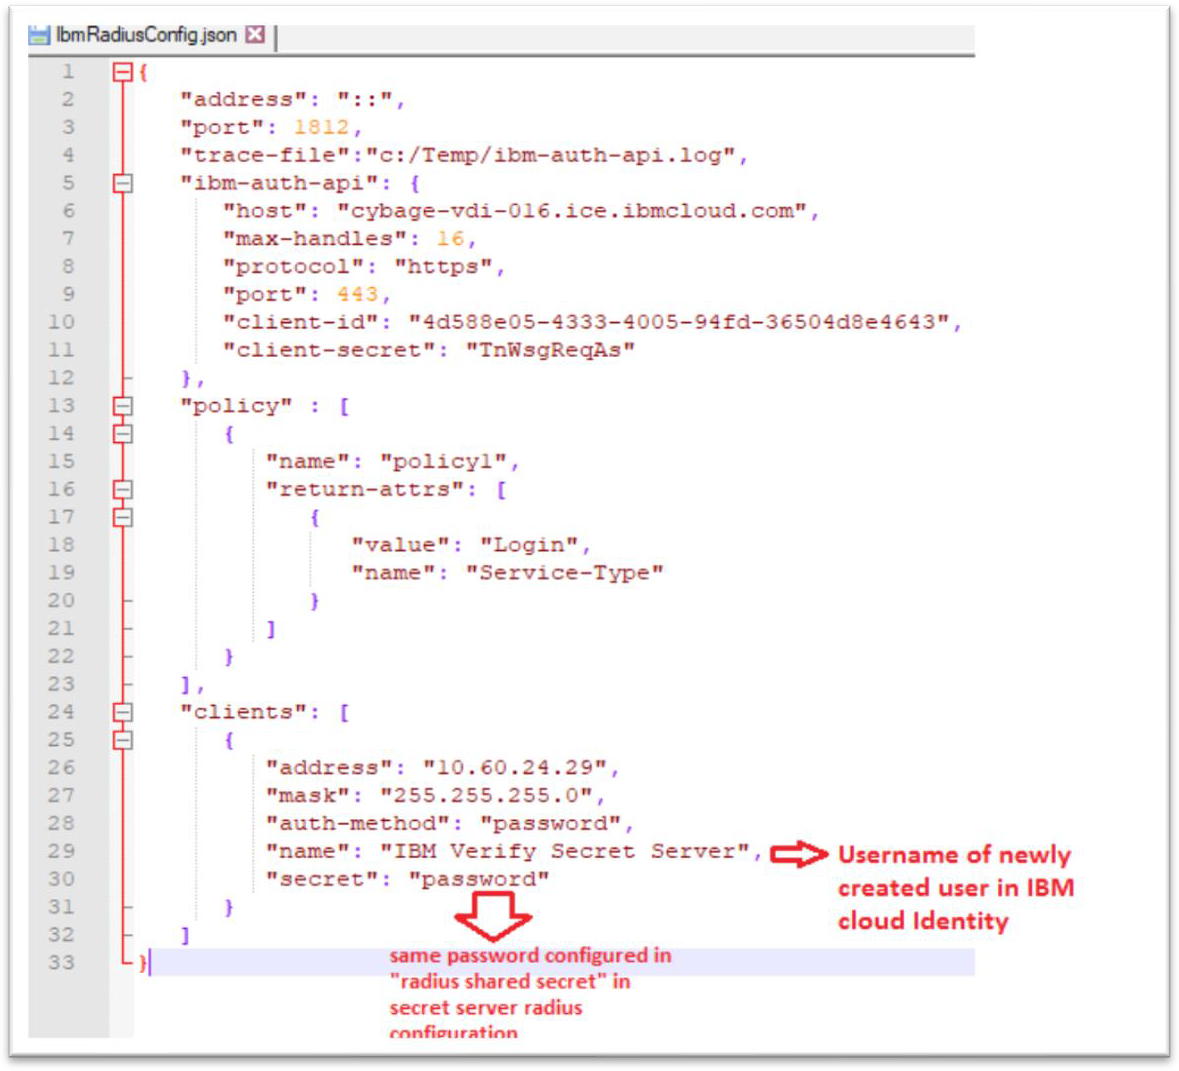 IbmRadiusConfig.json
1 {
2 "address": "::",
3 "port": 1812,
4 "trace-file":"c:/Temp/ibm-auth-api.log",
5 "ibm-auth-api": {
6 "host": "cybage-vdi-016.ice.ibmcloud.com",
7 "max-handles": 16,
8 "protocol": "https",
9 "port": 443,
10 "client-id": "4d588e05-4333-4005-94fd-36504d8e4643",
11 "client-secret": "TnWsgReqAs"
12 },
13 "policy" : [
14 {
15 "name": "policy1",
16 "return-attrs": [
17 {
18 "value": "Login",
19 "name": "Service-Type"
20 }
21 ]
22 }
23 ],
24 "clients": [
25 {
26 "address": "10.60.24.29",
27 "mask": "255.255.255.0",
28 "auth-method": "password",
29 "name": "IBM Verify Secret Server",
30 "secret": "password"
31 }
32 ]
33 }
Username of newly
created user in IBM
cloud Identity
same password configured in
"radius shared secret" in
secret server radius
configuration